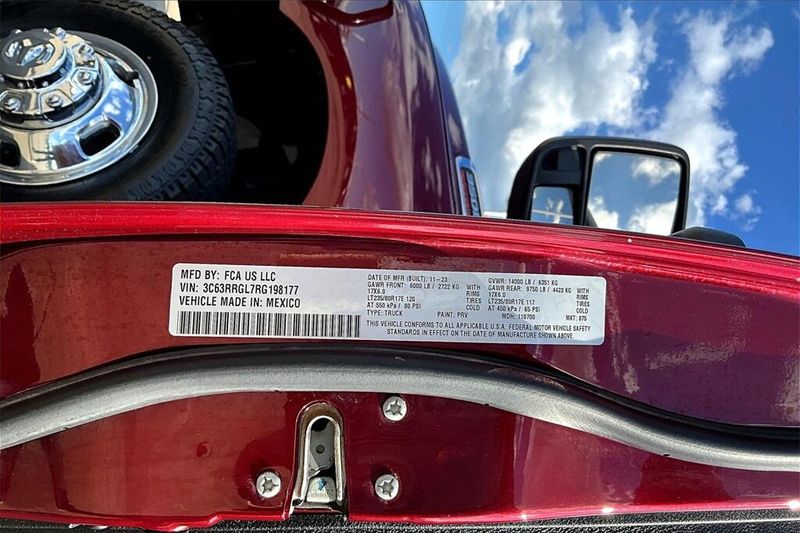 MFD BY: FCA US LLC
VIN: 3C63RRGL7RG198177
VEHICLE MADE IN: MEXICO
DATE OF MFR (BUILT): 11-23
GAWR FRONT: 6000 LB / 2722 KG WITH
17X6.0 RIMS
LT235/80R17E 120 TIRES
AT 550 kPa / 80 PSI COLD
TYPE: TRUCK PAINT: PRV
GVWR: 14000 LB / 6351 KG
GAWR REAR: 9750 LB / 4423 KG WITH
17X6.0 RIMS
LT235/80R17E 117 TIRES
AT 450 kPa / 65 PSI COLD
MDH: 110700 MKT: 875
THIS VEHICLE CONFORMS TO ALL APPLICABLE U.S.A. FEDERAL MOTOR VEHICLE SAFETY
STANDARDS IN EFFECT ON THE DATE OF MANUFACTURE SHOWN ABOVE.